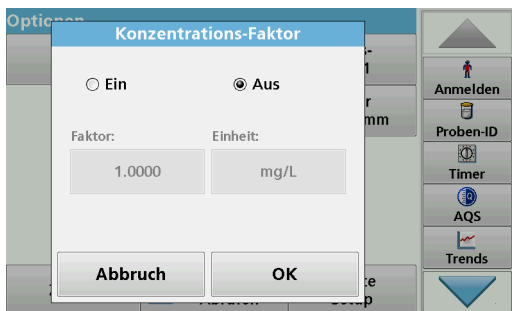 Optionen
Konzentrations-Faktor
Ein
Aus
Faktor:
Einheit:
1.0000
mg/L
Abbruch
OK
Anmelden
Proben-ID
Timer
AQS
Trends